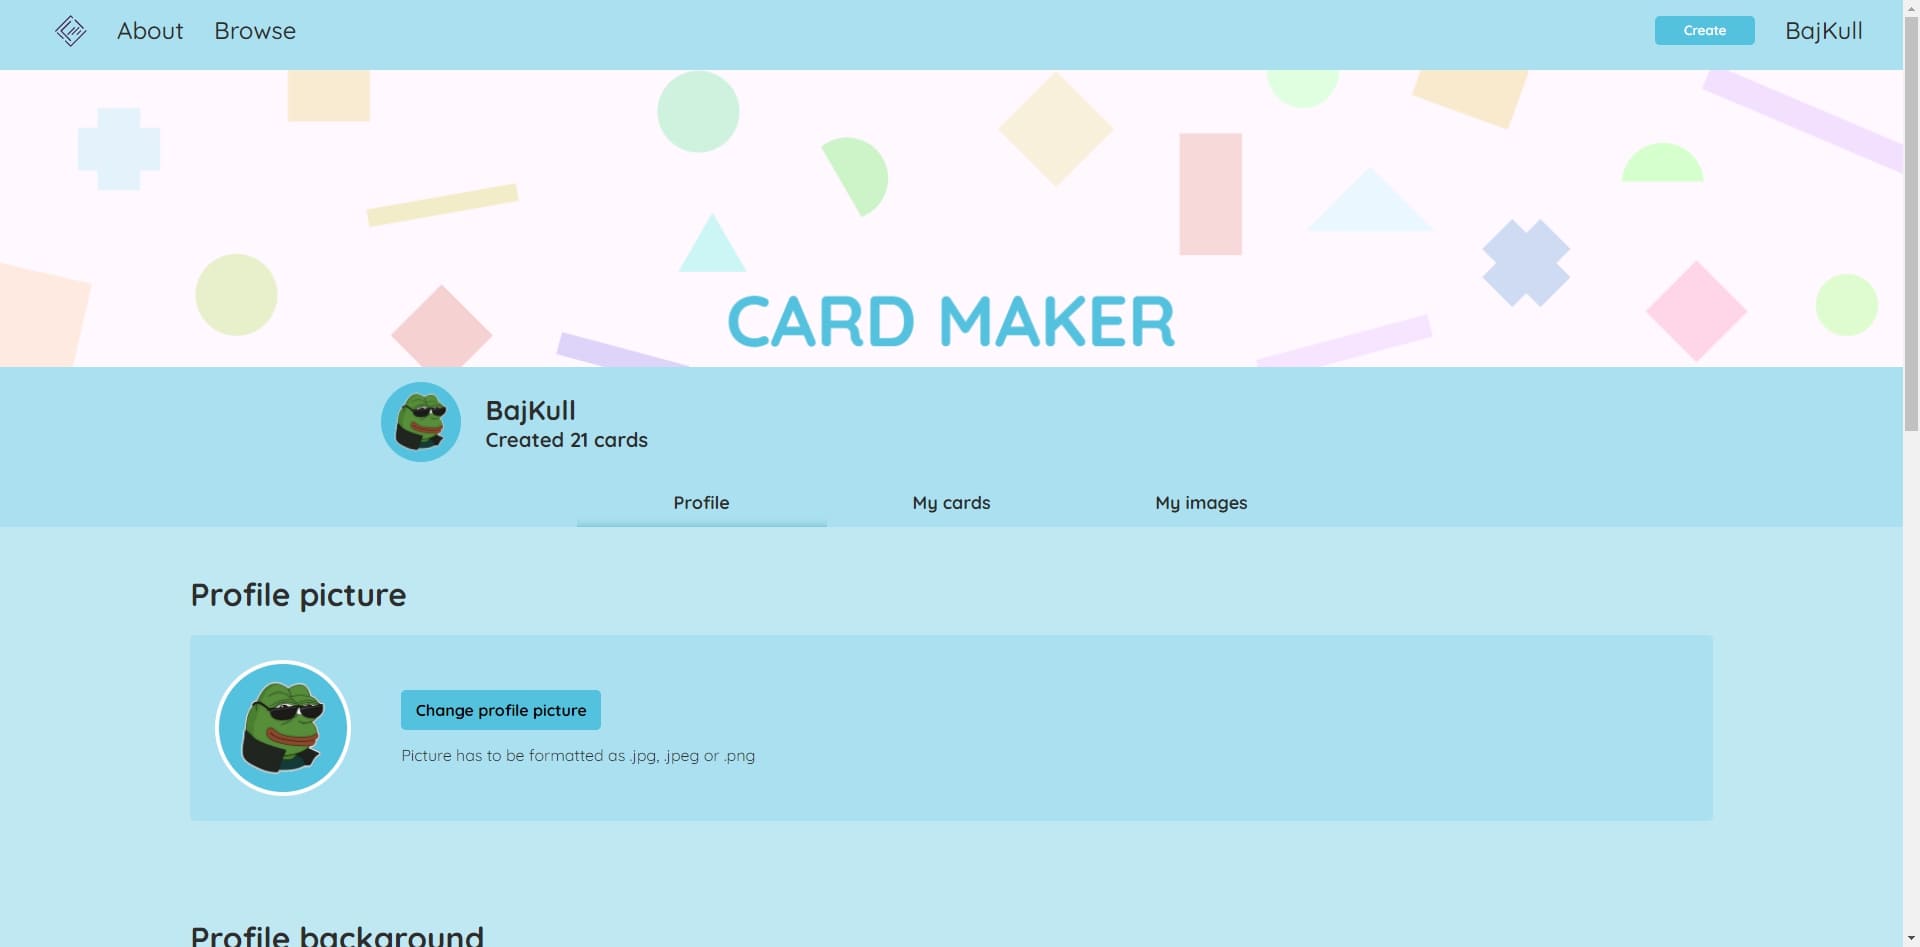 About
Browse
Create
BajKull
CARD MAKER
BajKull
Created 21 cards
Profile
My cards
My images
Profile picture
Change profile picture
Picture has to be formatted as .jpg, .jpeg or .png
Profile background